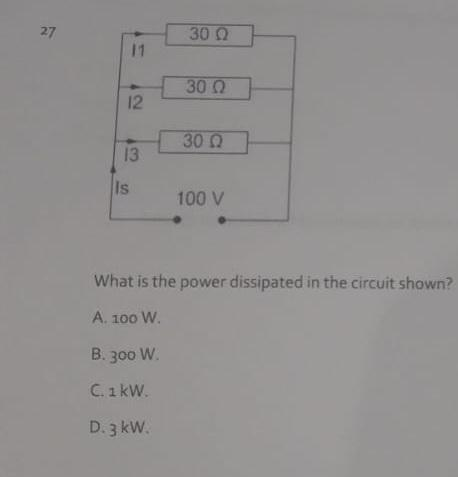 27
30 Ω
I1
30 Ω
I2
30 Ω
I3
Is
100 V
What is the power dissipated in the circuit shown?
A. 100 W.
B. 300 W.
C. 1 kW.
D. 3 kW.